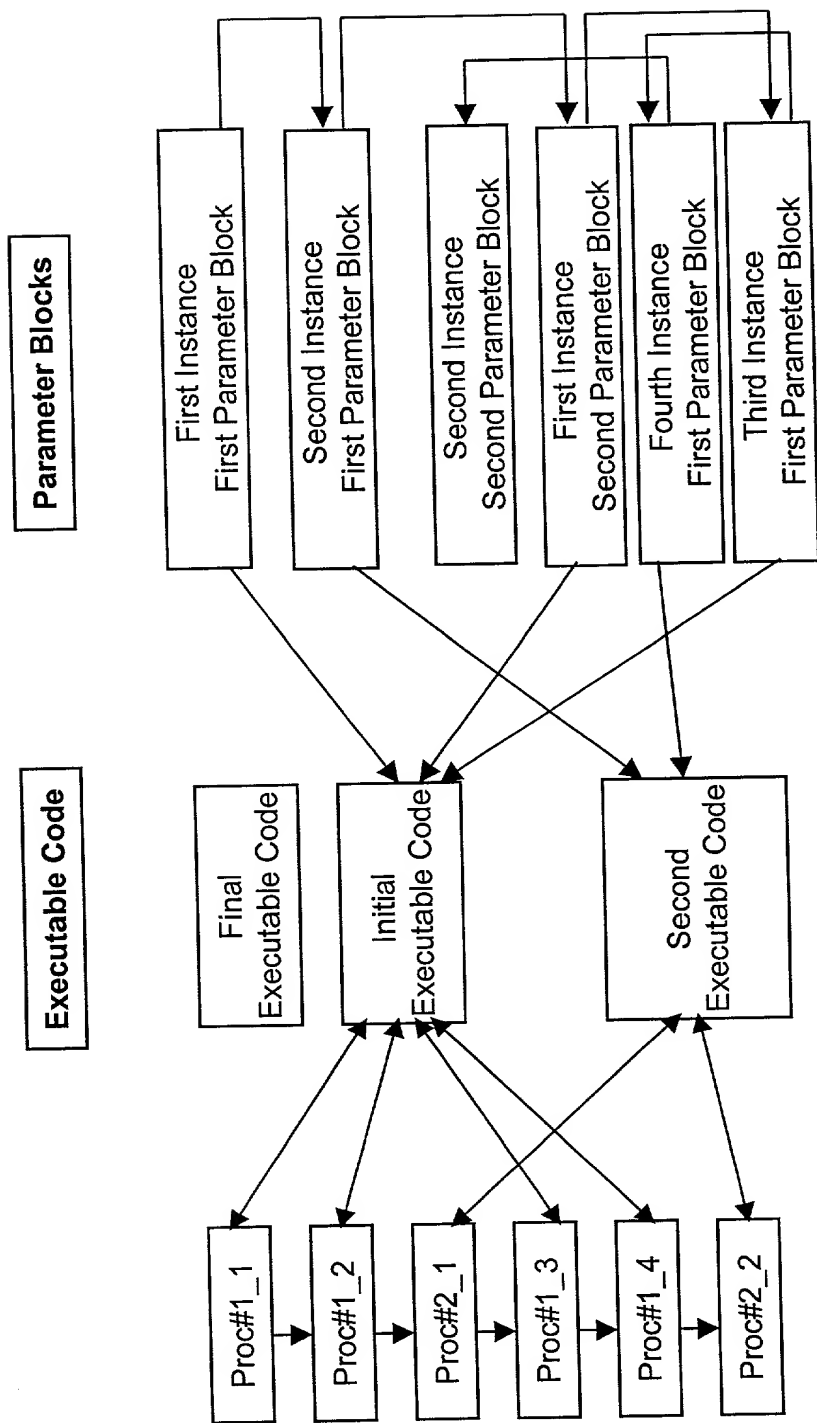 Parameter Blocks
First Instance
First Parameter Block
Second Instance
First Parameter Block
Second Instance
Second Parameter Block
First Instance
Second Parameter Block
Fourth Instance
First Parameter Block
Third Instance
First Parameter Block
Executable Code
Final
Executable Code
Initial
Executable Code
Second
Executable Code
Proc#1_1
Proc#1_2
Proc#2_1
Proc#1_3
Proc#1_4
Proc#2_2